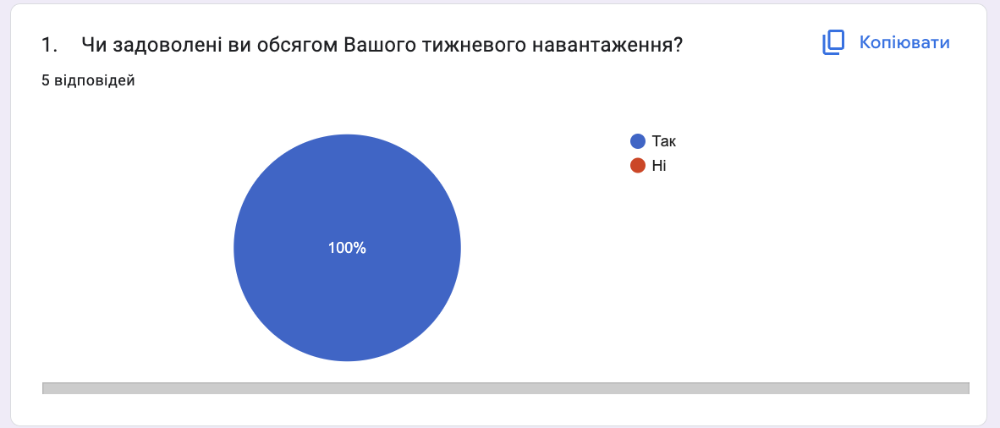 1. Чи задоволені ви обсягом Вашого тижневого навантаження?
Копіювати
5 відповідей
Так
Ні
100%